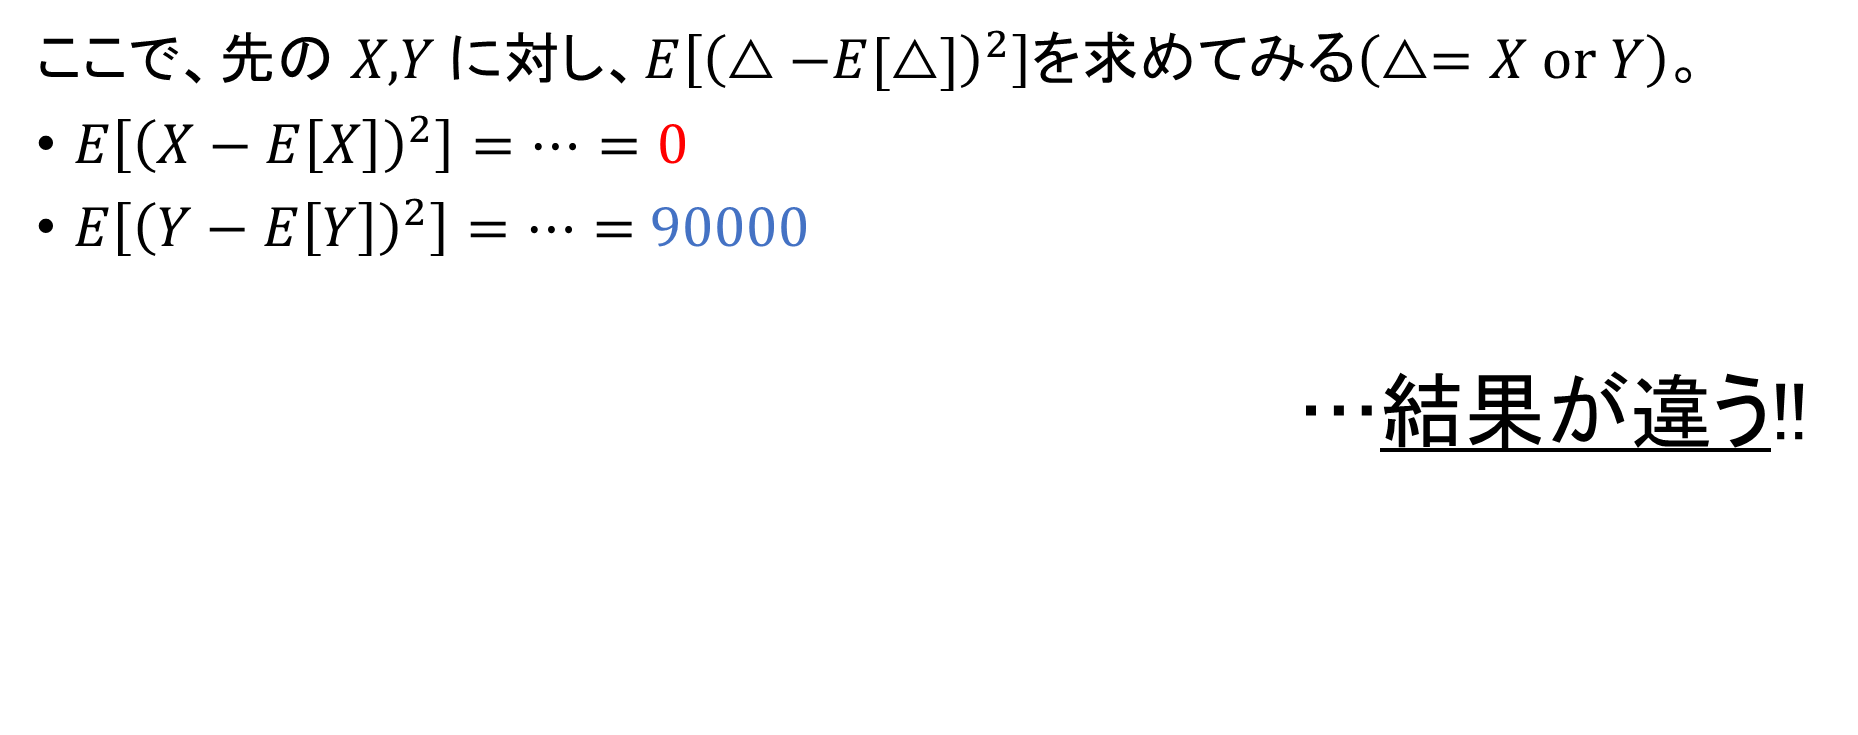 ここで、先の X,Y に対し、E[(△ −E[△])²]を求めてみる(△= X or Y)。
• E[(X − E[X])²] = ⋯ = 0
• E[(Y − E[Y])²] = ⋯ = 90000
…結果が違う!!